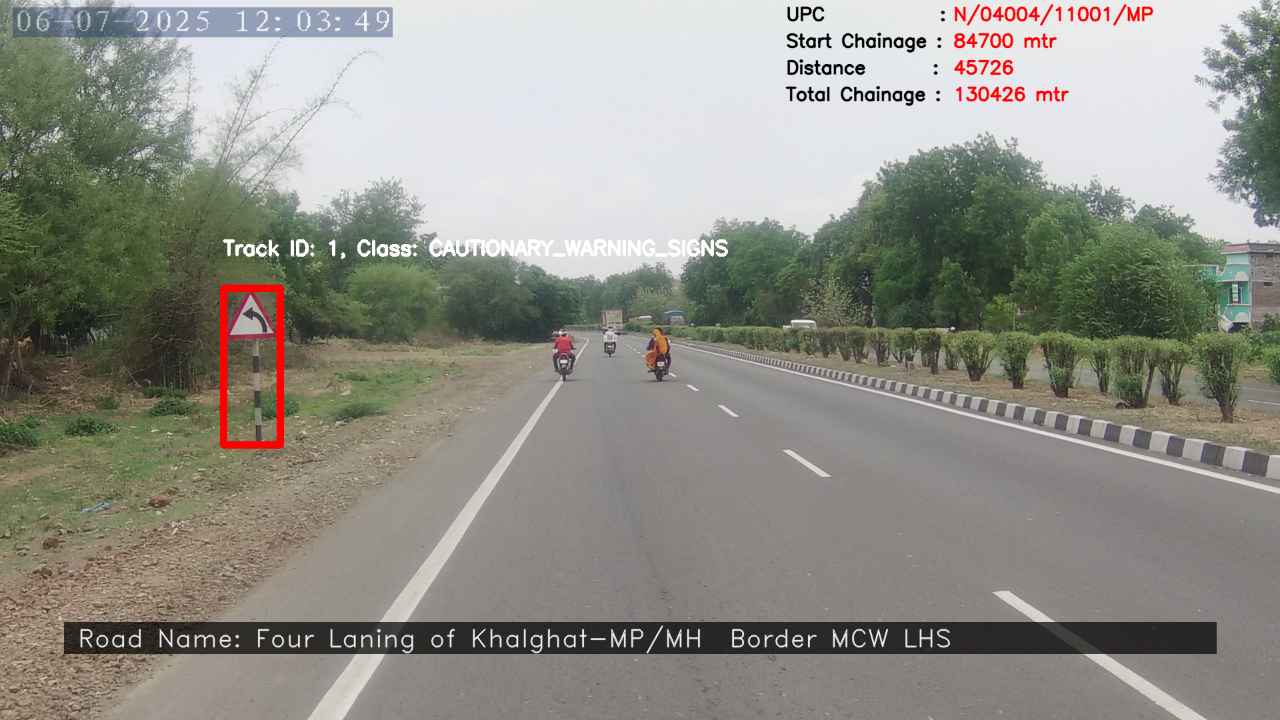 06-07-2025 12:03:49
UPC : N/04004/11001/MP
Start Chainage : 84700 mtr
Distance : 45726
Total Chainage : 130426 mtr
Track ID: 1, Class: CAUTIONARY_WARNING_SIGNS
Road Name: Four Laning of Khalghat-MP/MH Border MCW LHS